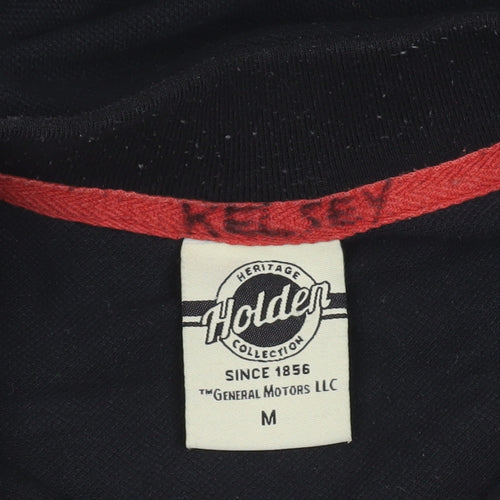 KELSEY
HERITAGE
Holden
COLLECTION
SINCE 1856
™GENERAL MOTORS LLC
M